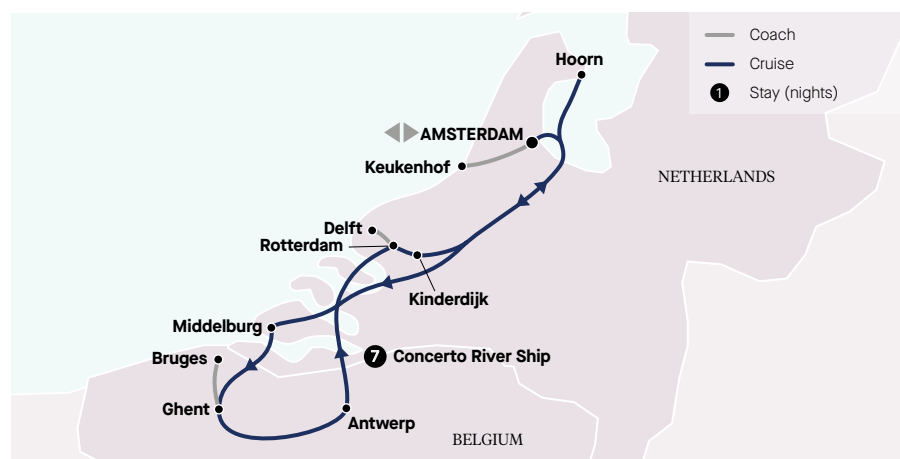 Coach
Cruise
1 Stay (nights)
Hoorn
AMSTERDAM
Keukenhof
NETHERLANDS
Delft
Rotterdam
Kinderdijk
Middelburg
Bruges
7 Concerto River Ship
Ghent
Antwerp
BELGIUM